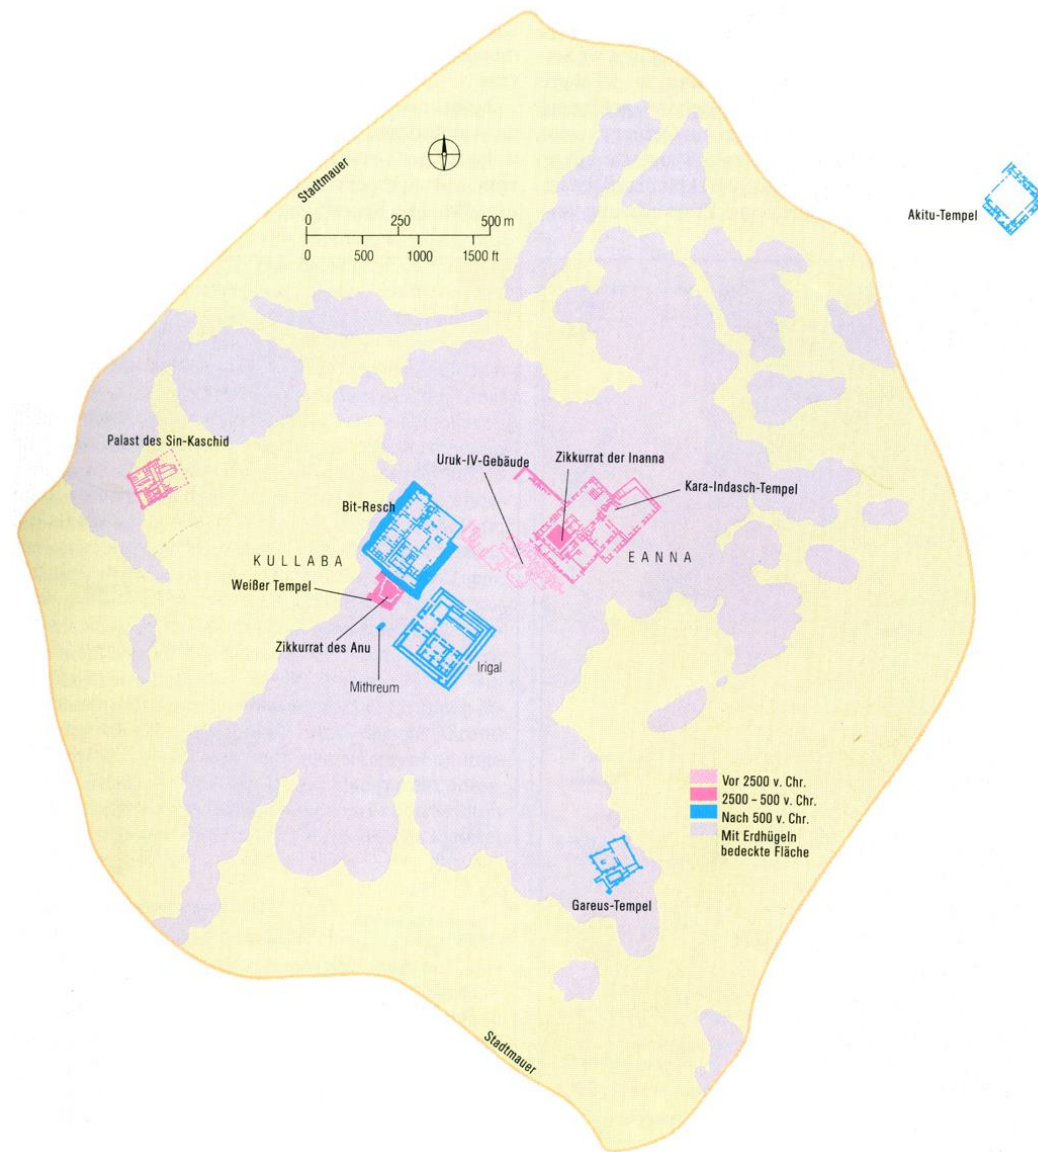 Stadtmauer
0 250 500 m
0 500 1000 1500 ft
Akitu-Tempel
Palast des Sin-Kaschid
Uruk-IV-Gebäude
Zikkurrat der Inanna
Kara-Indasch-Tempel
Bit-Resch
KULLABA
EANNA
Weißer Tempel
Zikkurrat des Anu
Mithreum
Irigal
Vor 2500 v. Chr.
2500 – 500 v. Chr.
Nach 500 v. Chr.
Mit Erdhügeln
bedeckte Fläche
Gareus-Tempel
Stadtmauer